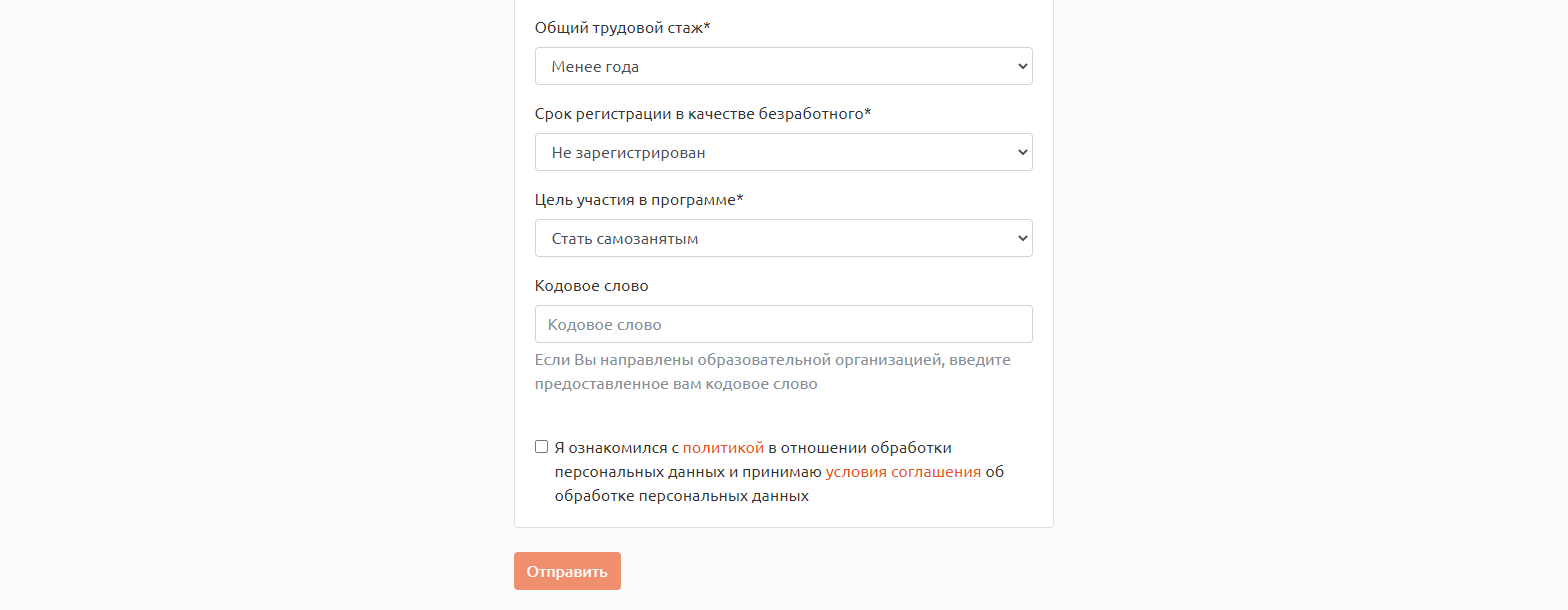 Общий трудовой стаж*
Менее года
Срок регистрации в качестве безработного*
Не зарегистрирован
Цель участия в программе*
Стать самозанятым
Кодовое слово
Кодовое слово
Если Вы направлены образовательной организацией, введите
предоставленное вам кодовое слово
Я ознакомился с политикой в отношении обработки
персональных данных и принимаю условия соглашения об
обработке персональных данных
Отправить